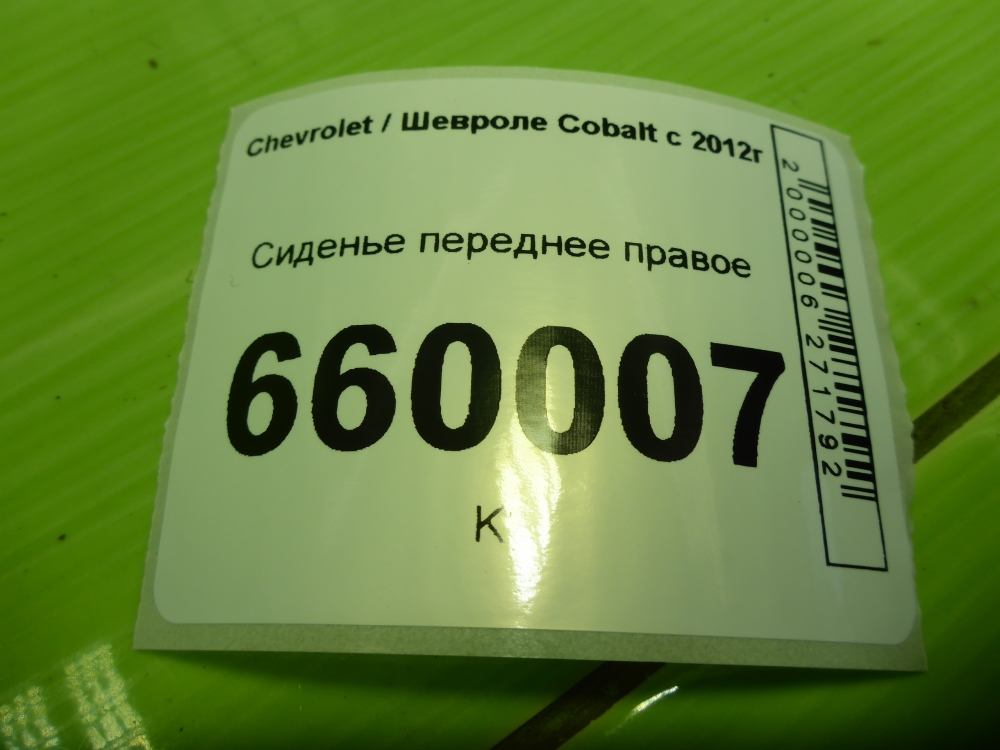 Chevrolet / Шевроле Cobalt с 2012г
Сиденье переднее правое
660007
2000006271792